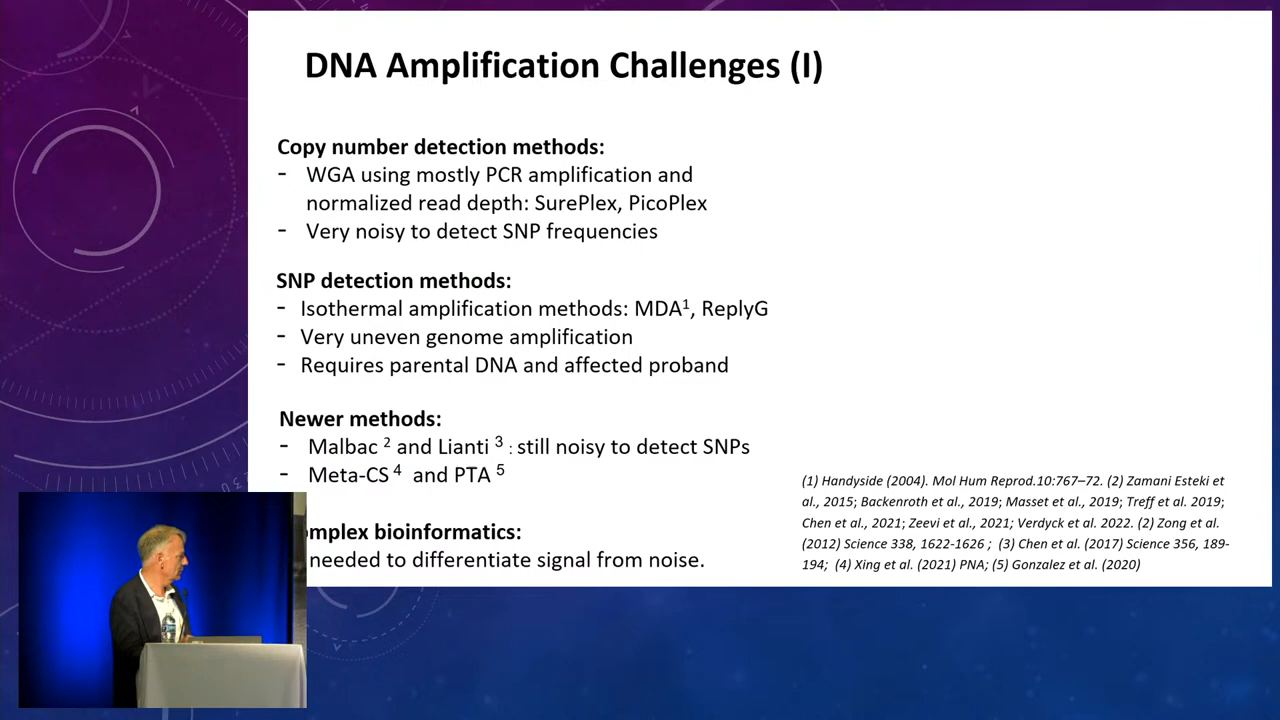 DNA Amplification Challenges (I)
Copy number detection methods:
- WGA using mostly PCR amplification and
normalized read depth: SurePlex, PicoPlex
- Very noisy to detect SNP frequencies
SNP detection methods:
- Isothermal amplification methods: MDA¹, ReplyG
- Very uneven genome amplification
- Requires parental DNA and affected proband
Newer methods:
- Malbac ² and Lianti ³ : still noisy to detect SNPs
- Meta-CS ⁴ and PTA ⁵
omplex bioinformatics:
needed to differentiate signal from noise.
(1) Handyside (2004). Mol Hum Reprod.10:767–72. (2) Zamani Esteki et
al., 2015; Backenroth et al., 2019; Masset et al., 2019; Treff et al. 2019;
Chen et al., 2021; Zeevi et al., 2021; Verdyck et al. 2022. (2) Zong et al.
(2012) Science 338, 1622-1626 ; (3) Chen et al. (2017) Science 356, 189-
194; (4) Xing et al. (2021) PNA; (5) Gonzalez et al. (2020)